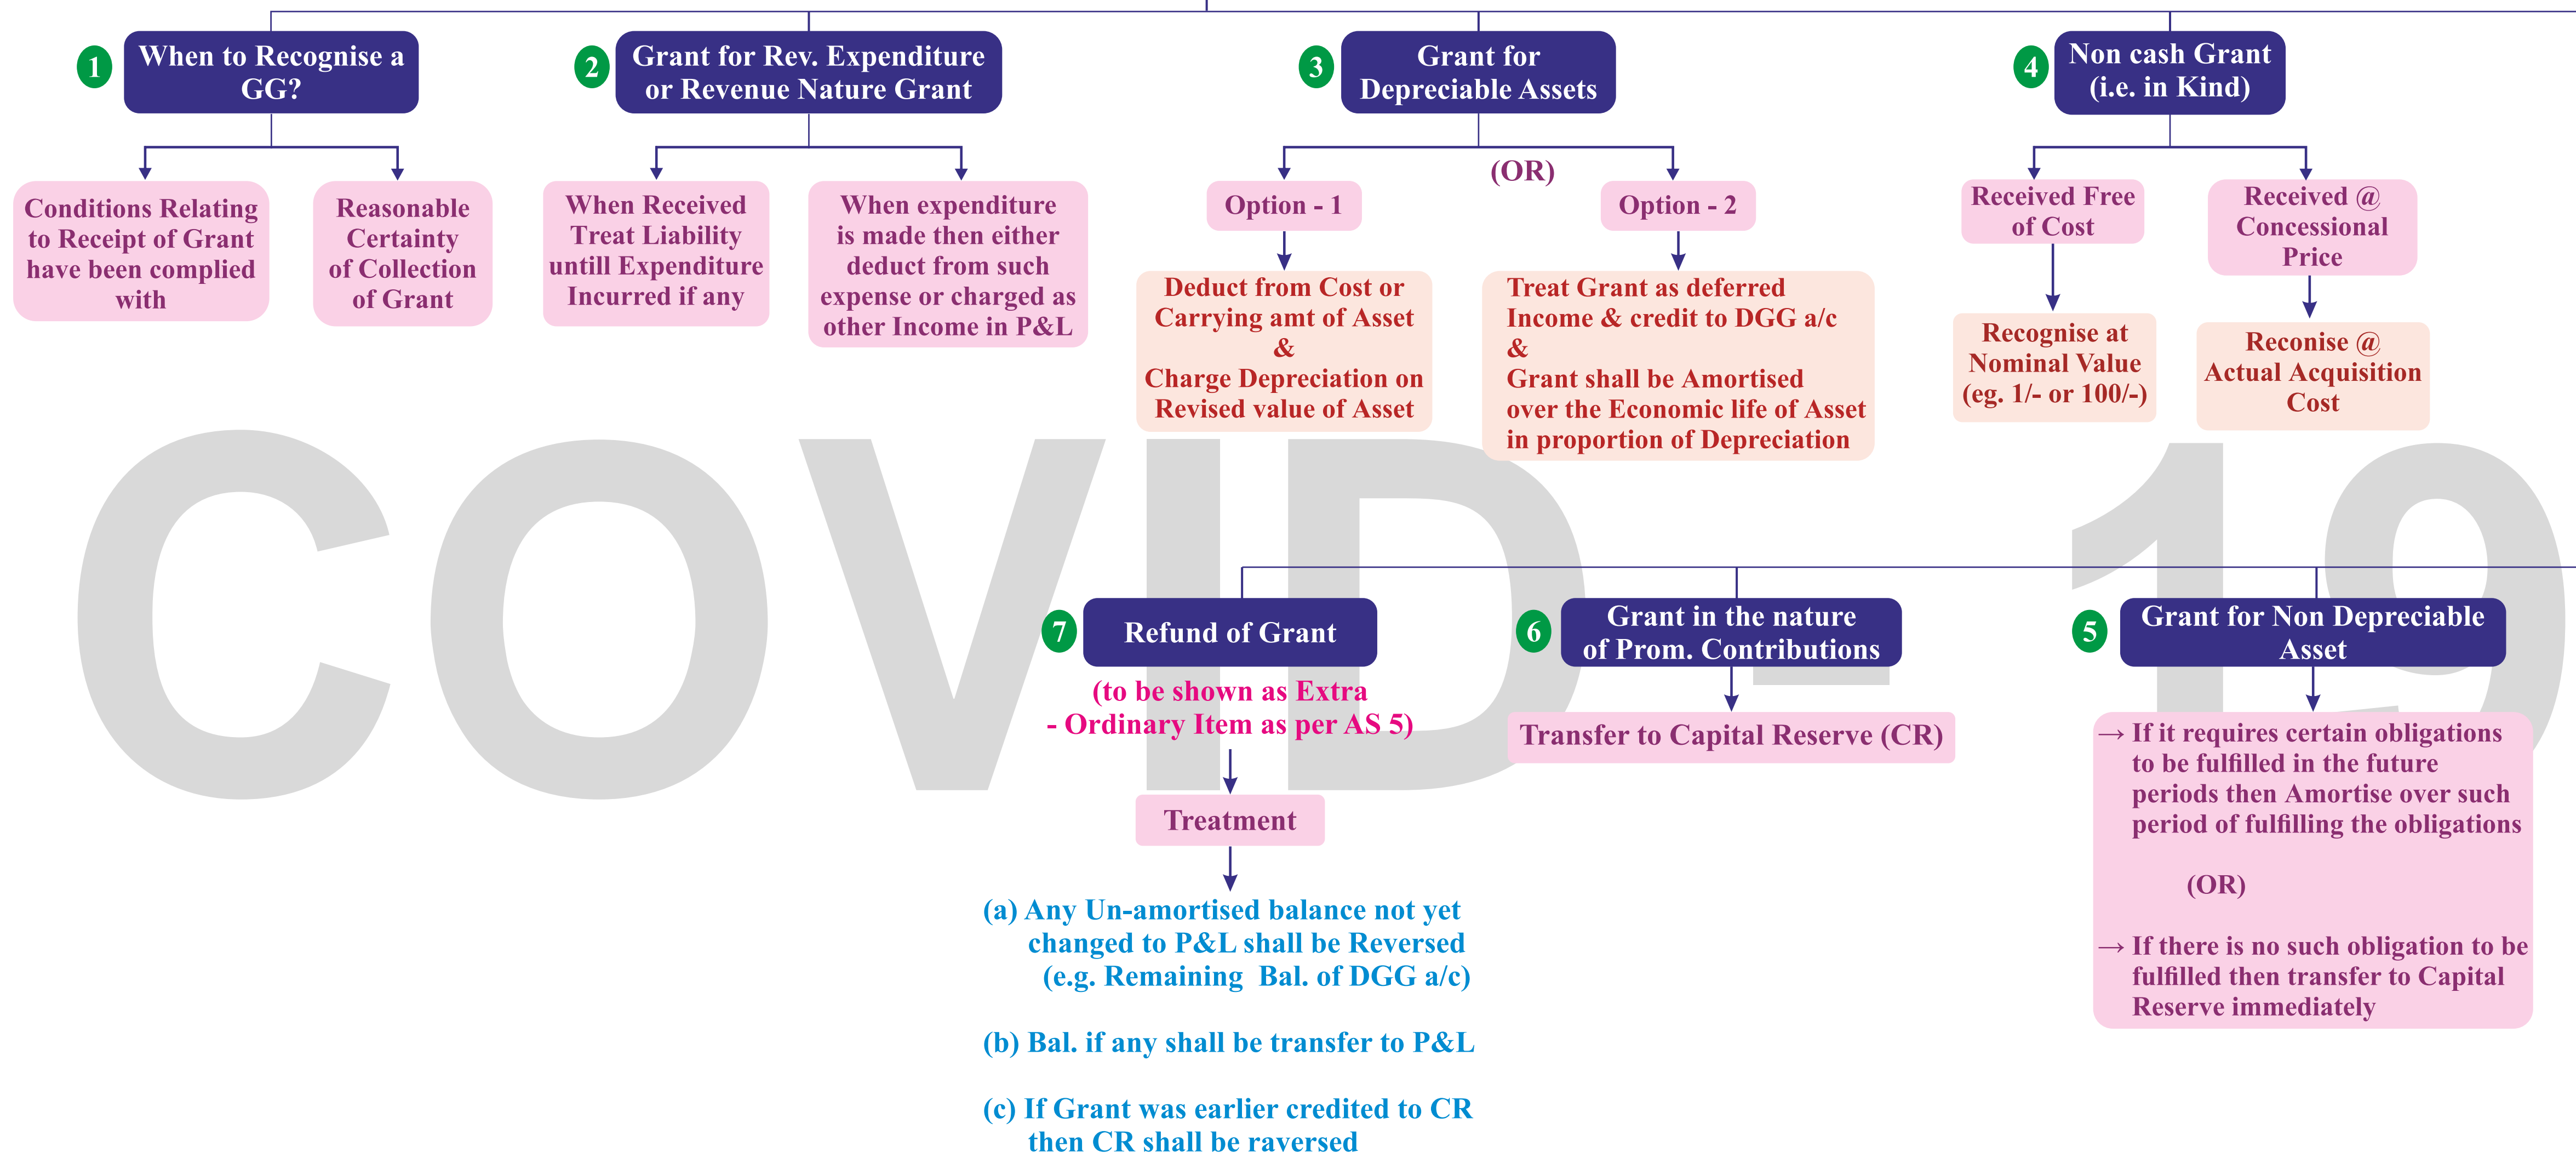 1
When to Recognise a
GG?
Conditions Relating
to Receipt of Grant
have been complied
with
Reasonable
Certainty
of Collection
of Grant
2
Grant for Rev. Expenditure
or Revenue Nature Grant
When Received
Treat Liability
untill Expenditure
Incurred if any
When expenditure
is made then either
deduct from such
expense or charged as
other Income in P&L
3
Grant for
Depreciable Assets
(OR)
Option - 1
Deduct from Cost or
Carrying amt of Asset
&
Charge Depreciation on
Revised value of Asset
Option - 2
Treat Grant as deferred
Income & credit to DGG a/c
&
Grant shall be Amortised
over the Economic life of Asset
in proportion of Depreciation
4
Non cash Grant
(i.e. in Kind)
Received Free
of Cost
Recognise at
Nominal Value
(eg. 1/- or 100/-)
Received @
Concessional
Price
Reconise @
Actual Acquisition
Cost
COVID - 19
7
Refund of Grant
(to be shown as Extra
- Ordinary Item as per AS 5)
Treatment
(a) Any Un-amortised balance not yet
changed to P&L shall be Reversed
(e.g. Remaining Bal. of DGG a/c)
(b) Bal. if any shall be transfer to P&L
(c) If Grant was earlier credited to CR
then CR shall be raversed
6
Grant in the nature
of Prom. Contributions
Transfer to Capital Reserve (CR)
5
Grant for Non Depreciable
Asset
→ If it requires certain obligations
to be fulfilled in the future
periods then Amortise over such
period of fulfilling the obligations
(OR)
→ If there is no such obligation to be
fulfilled then transfer to Capital
Reserve immediately